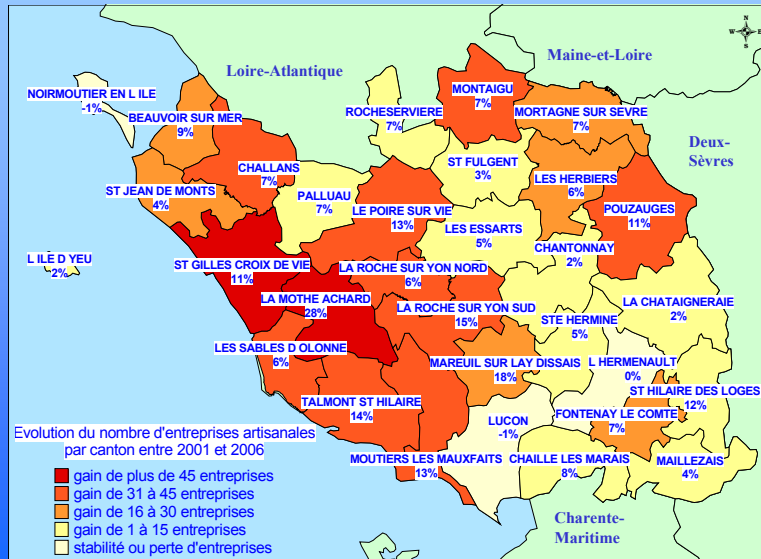 N
W E
S
Maine-et-Loire
Loire-Atlantique
Deux-
Sèvres
NOIRMOUTIER EN L ILE
-1%
BEAUVOIR SUR MER
9%
ROCHESERVIERE
7%
MONTAIGU
7%
MORTAGNE SUR SEVRE
7%
CHALLANS
7%
ST FULGENT
3%
LES HERBIERS
6%
ST JEAN DE MONTS
4%
PALLUAU
7%
LE POIRE SUR VIE
13%
POUZAUGES
11%
LES ESSARTS
5%
CHANTONNAY
2%
L ILE D YEU
2%
ST GILLES CROIX DE VIE
11%
LA ROCHE SUR YON NORD
6%
LA MOTHE ACHARD
28%
LA ROCHE SUR YON SUD
15%
LA CHATAIGNERAIE
2%
STE HERMINE
5%
LES SABLES D OLONNE
6%
MAREUIL SUR LAY DISSAIS
18%
L HERMENAULT
0%
ST HILAIRE DES LOGES
12%
TALMONT ST HILAIRE
14%
LUCON
-1%
FONTENAY LE COMTE
7%
MOUTIERS LES MAUXFAITS
13%
CHAILLE LES MARAIS
8%
MAILLEZAIS
4%
Charente-
Maritime
Evolution du nombre d'entreprises artisanales
par canton entre 2001 et 2006
gain de plus de 45 entreprises
gain de 31 à 45 entreprises
gain de 16 à 30 entreprises
gain de 1 à 15 entreprises
stabilité ou perte d'entreprises